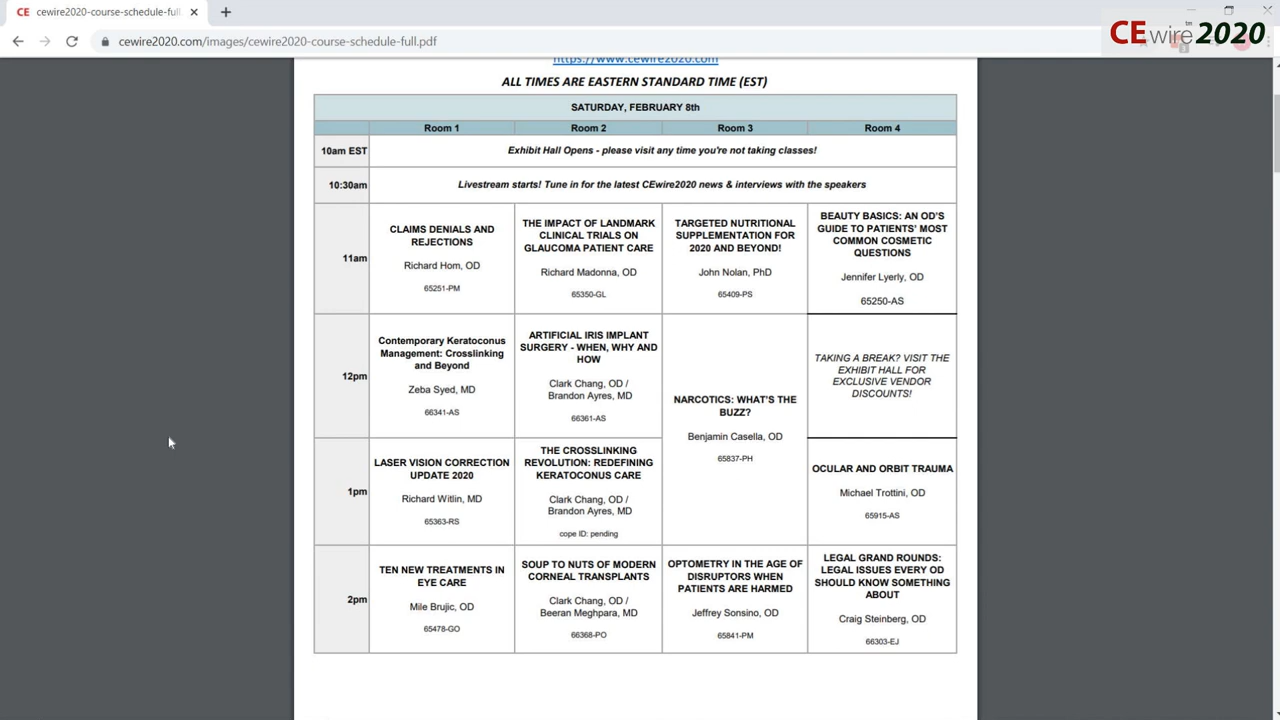 CE cewire2020-course-schedule-full
cewire2020.com/images/cewire2020-course-schedule-full.pdf
CEwire™2020
https://www.cewire2020.com
ALL TIMES ARE EASTERN STANDARD TIME (EST)
SATURDAY, FEBRUARY 8th
Room 1 Room 2 Room 3 Room 4
10am EST
Exhibit Hall Opens - please visit any time you're not taking classes!
10:30am
Livestream starts! Tune in for the latest CEwire2020 news & interviews with the speakers
11am
CLAIMS DENIALS AND
REJECTIONS
Richard Hom, OD
65251-PM
THE IMPACT OF LANDMARK
CLINICAL TRIALS ON
GLAUCOMA PATIENT CARE
Richard Madonna, OD
65350-GL
TARGETED NUTRITIONAL
SUPPLEMENTATION FOR
2020 AND BEYOND!
John Nolan, PhD
65409-PS
BEAUTY BASICS: AN OD'S
GUIDE TO PATIENTS' MOST
COMMON COSMETIC
QUESTIONS
Jennifer Lyerly, OD
65250-AS
12pm
Contemporary Keratoconus
Management: Crosslinking
and Beyond
Zeba Syed, MD
66341-AS
ARTIFICIAL IRIS IMPLANT
SURGERY - WHEN, WHY AND
HOW
Clark Chang, OD /
Brandon Ayres, MD
66361-AS
NARCOTICS: WHAT'S THE
BUZZ?
Benjamin Casella, OD
65837-PH
TAKING A BREAK? VISIT THE
EXHIBIT HALL FOR
EXCLUSIVE VENDOR
DISCOUNTS!
1pm
LASER VISION CORRECTION
UPDATE 2020
Richard Witlin, MD
65363-RS
THE CROSSLINKING
REVOLUTION: REDEFINING
KERATOCONUS CARE
Clark Chang, OD /
Brandon Ayres, MD
cope ID: pending
OCULAR AND ORBIT TRAUMA
Michael Trottini, OD
65915-AS
2pm
TEN NEW TREATMENTS IN
EYE CARE
Mile Brujic, OD
65478-GO
SOUP TO NUTS OF MODERN
CORNEAL TRANSPLANTS
Clark Chang, OD /
Beeran Meghpara, MD
66368-PO
OPTOMETRY IN THE AGE OF
DISRUPTORS WHEN
PATIENTS ARE HARMED
Jeffrey Sonsino, OD
65841-PM
LEGAL GRAND ROUNDS:
LEGAL ISSUES EVERY OD
SHOULD KNOW SOMETHING
ABOUT
Craig Steinberg, OD
66303-EJ